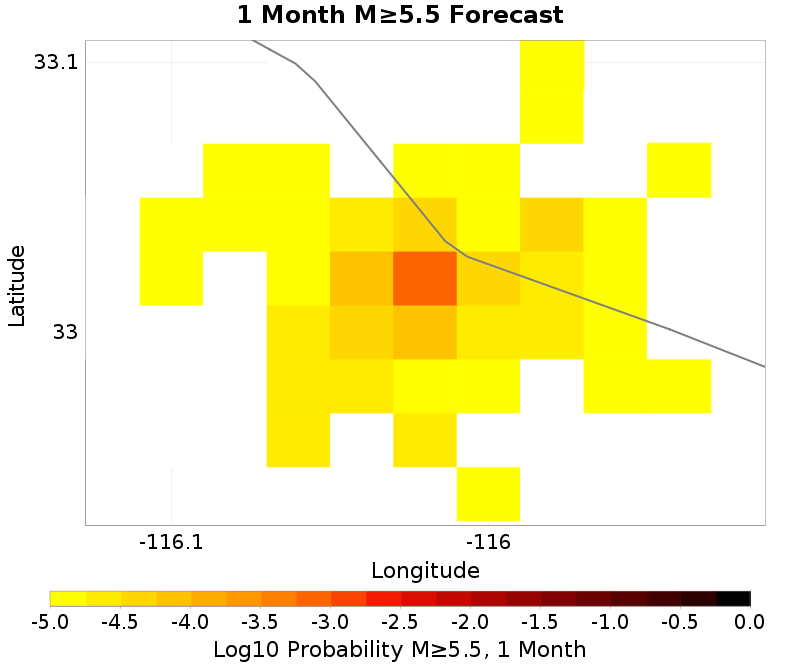 1 Month M≥5.5 Forecast
33.1
33
Latitude
-116.1 -116
Longitude
-5.0 -4.5 -4.0 -3.5 -3.0 -2.5 -2.0 -1.5 -1.0 -0.5 0.0
Log10 Probability M≥5.5, 1 Month